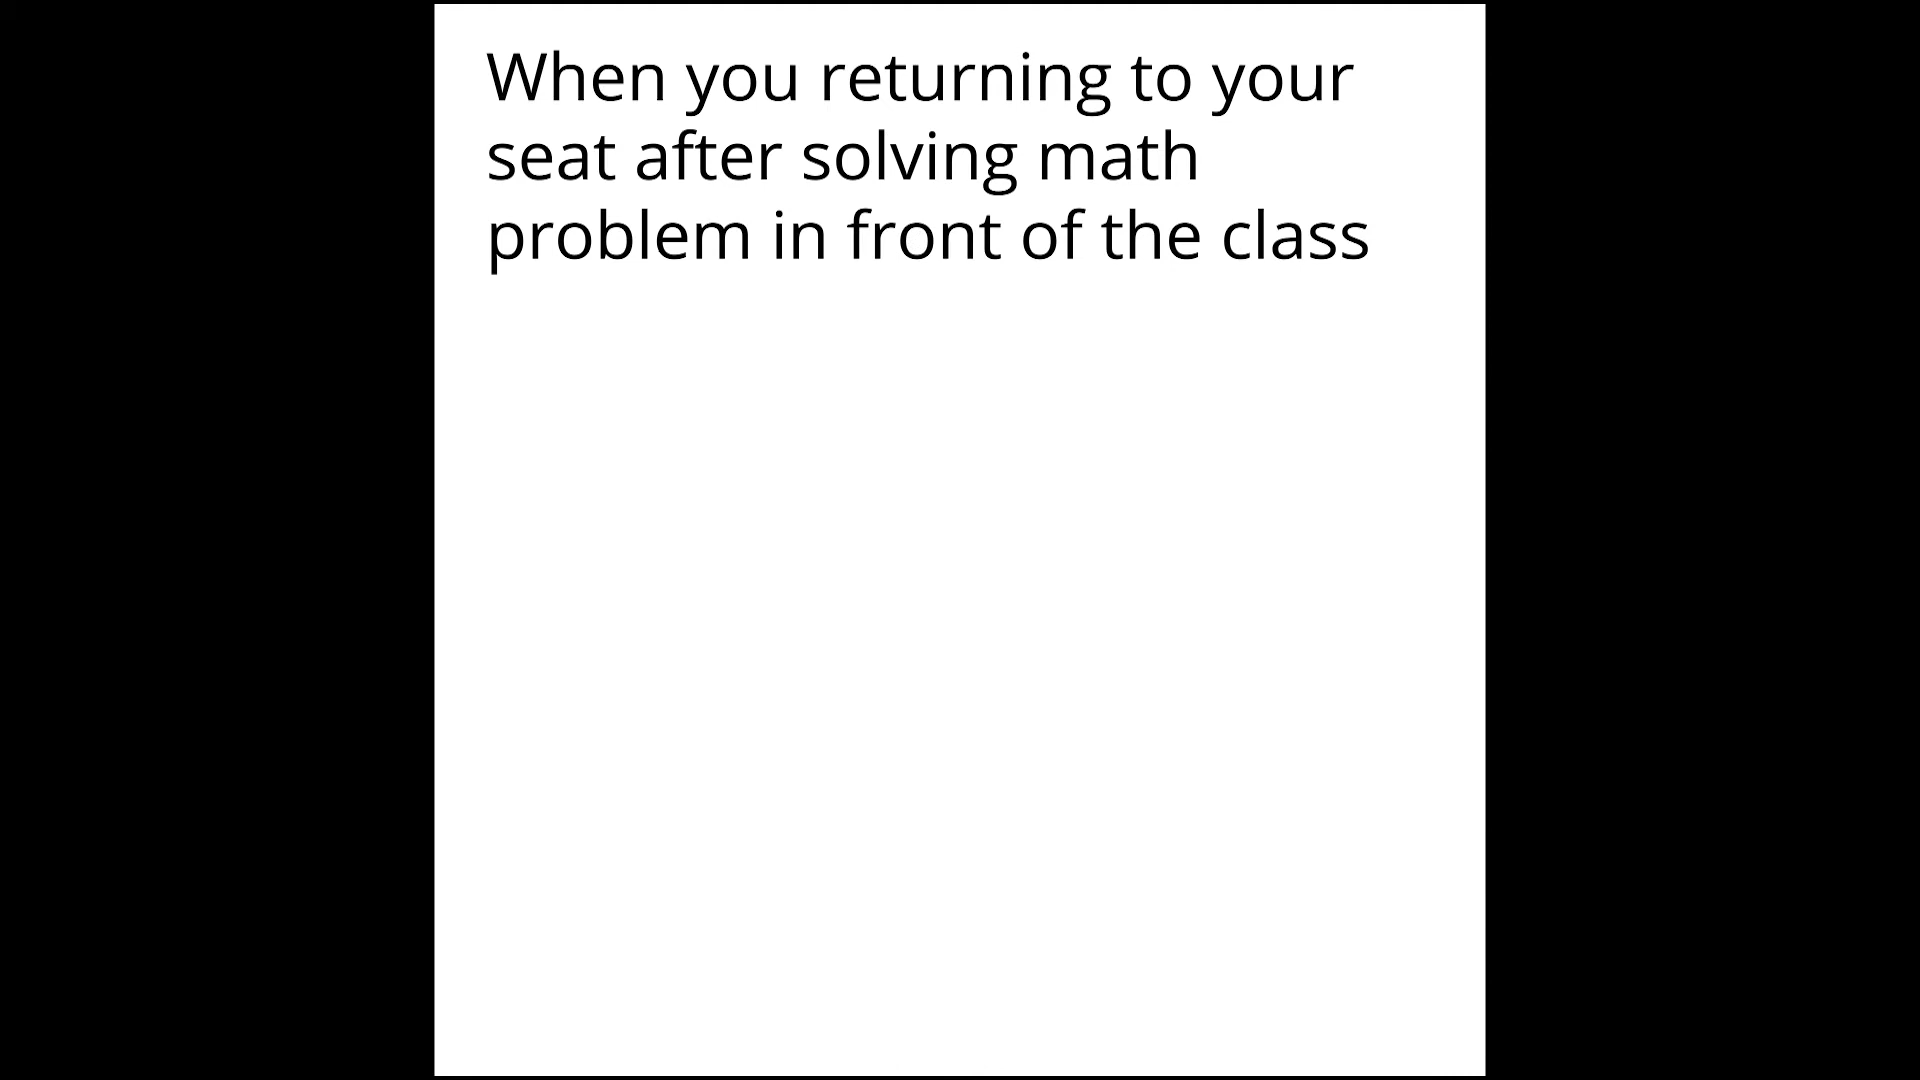 When you returning to your
seat after solving math
problem in front of the class